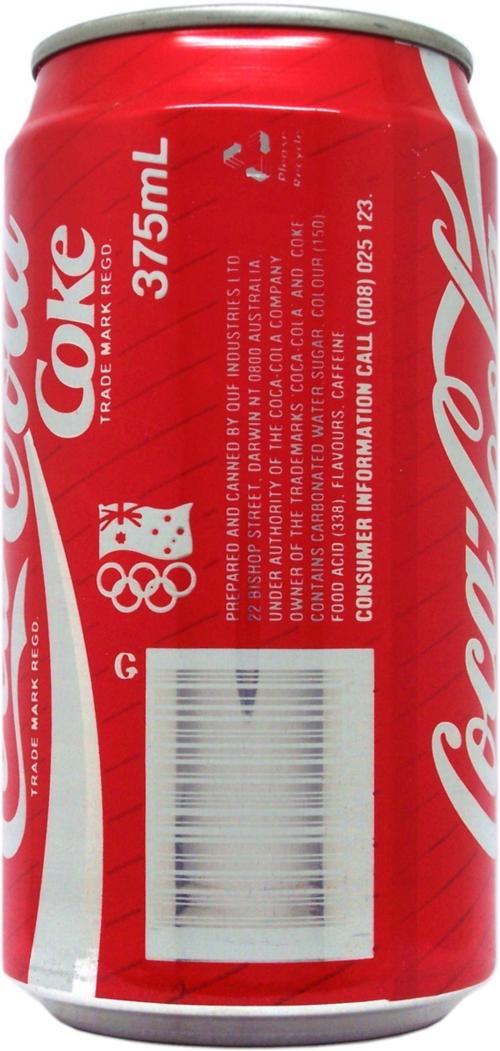 Coke
TRADE MARK REGD.
375mL
Please
Recycle
PREPARED AND CANNED BY QUF INDUSTRIES LTD
22 BISHOP STREET, DARWIN NT 0800 AUSTRALIA
UNDER AUTHORITY OF THE COCA-COLA COMPANY
OWNER OF THE TRADEMARKS 'COCA-COLA' AND 'COKE'
CONTAINS CARBONATED WATER, SUGAR, COLOUR (150),
FOOD ACID (338), FLAVOURS, CAFFEINE
CONSUMER INFORMATION CALL (008) 025 123.
G
TRADE MARK REGD.
Coca-Cola